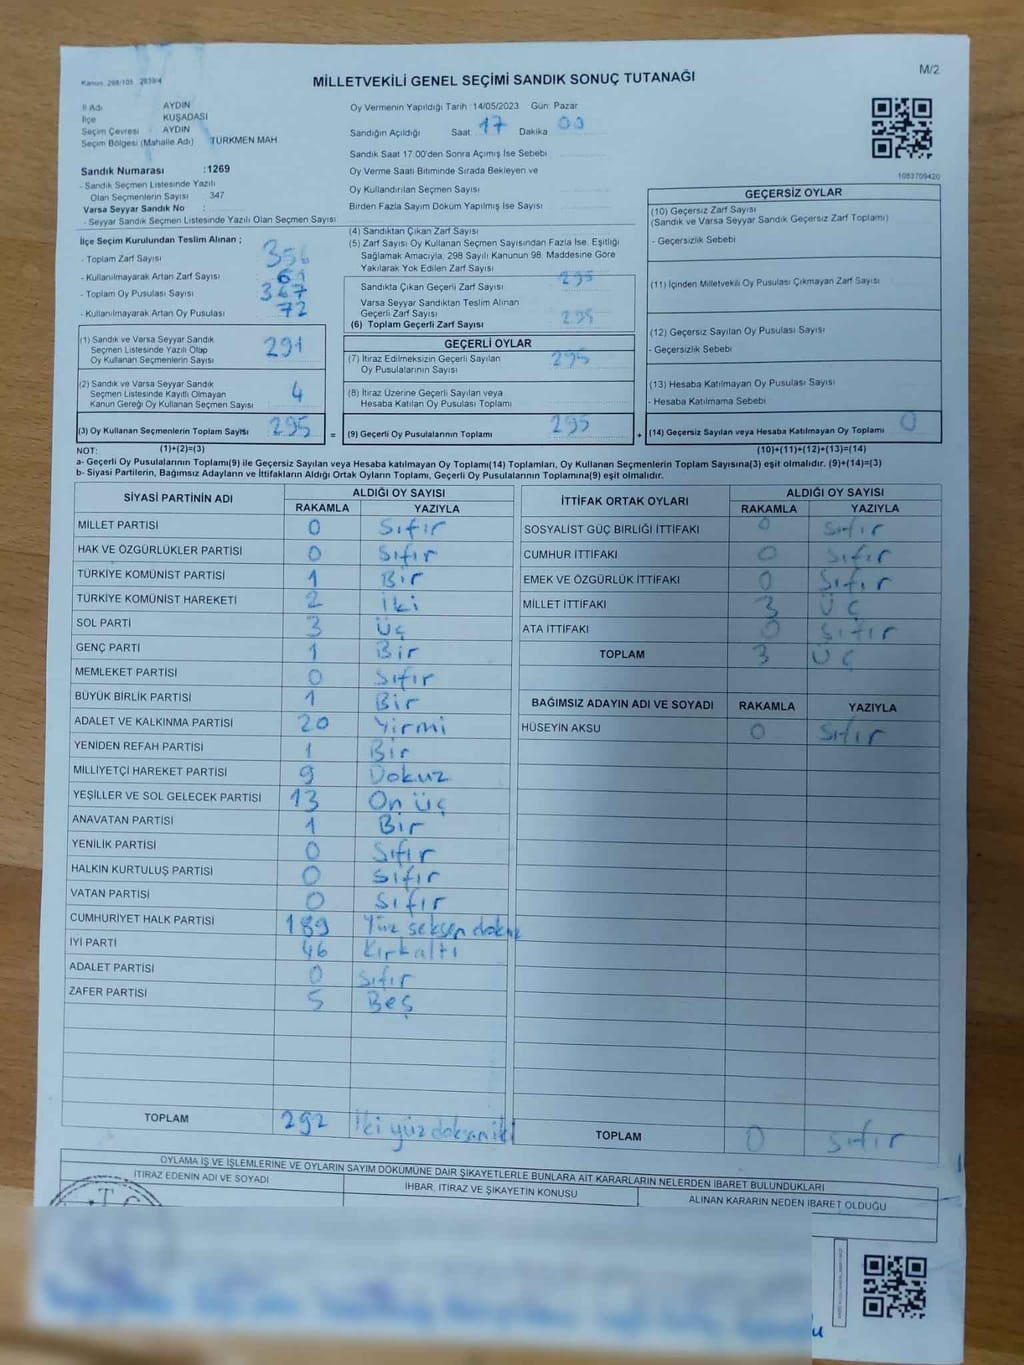 Kanun 298/105 2839/4
MİLLETVEKİLİ GENEL SEÇİMİ SANDIK SONUÇ TUTANAĞI
M/2
İl Adı AYDIN
İlçe KUŞADASI
Seçim Çevresi AYDIN
Seçim Bölgesi (Mahalle Adı) TÜRKMEN MAH
Oy Vermenin Yapıldığı Tarih :14/05/2023 Gün: Pazar
Sandığın Açıldığı Saat 17 Dakika 00
Sandık Saat 17:00'den Sonra Açımış İse Sebebi
Oy Verme Saati Bitiminde Sırada Bekleyen ve
Oy Kullandırılan Seçmen Sayısı
Birden Fazla Sayım Döküm Yapılmış İse Sayısı
1083709420
Sandık Numarası :1269
- Sandık Seçmen Listesinde Yazılı
Olan Seçmenlerin Sayısı 347
Varsa Seyyar Sandık No :
- Seyyar Sandık Seçmen Listesinde Yazılı Olan Seçmen Sayısı
İlçe Seçim Kurulundan Teslim Alınan ;
- Toplam Zarf Sayısı 356
- Kullanılmayarak Artan Zarf Sayısı 61
- Toplam Oy Pusulası Sayısı 367
- Kullanılmayarak Artan Oy Pusulası 72
(1) Sandık ve Varsa Seyyar Sandık
Seçmen Listesinde Yazılı Olup
Oy Kullanan Seçmenlerin Sayısı 291
(2) Sandık ve Varsa Seyyar Sandık
Seçmen Listesinde Kayıtlı Olmayan
Kanun Gereği Oy Kullanan Seçmen Sayısı 4
(3) Oy Kullanan Seçmenlerin Toplam Sayısı 295
(4) Sandıktan Çıkan Zarf Sayısı
(5) Zarf Sayısı Oy Kullanan Seçmen Sayısından Fazla İse, Eşitliği
Sağlamak Amacıyla, 298 Sayılı Kanunun 98. Maddesine Göre
Yakılarak Yok Edilen Zarf Sayısı
Sandıkta Çıkan Geçerli Zarf Sayısı 295
Varsa Seyyar Sandıktan Teslim Alınan
Geçerli Zarf Sayısı
(6) Toplam Geçerli Zarf Sayısı 295
GEÇERLİ OYLAR
(7) İtiraz Edilmeksizin Geçerli Sayılan
Oy Pusulalarının Sayısı 295
(8) İtiraz Üzerine Geçerli Sayılan veya
Hesaba Katılan Oy Pusulası Toplamı
= (9) Geçerli Oy Pusulalarının Toplamı 295
GEÇERSİZ OYLAR
(10) Geçersiz Zarf Sayısı
(Sandık ve Varsa Seyyar Sandık Geçersiz Zarf Toplamı)
- Geçersizlik Sebebi
(11) İçinden Milletvekili Oy Pusulası Çıkmayan Zarf Sayısı
(12) Geçersiz Sayılan Oy Pusulası Sayısı
- Geçersizlik Sebebi
(13) Hesaba Katılmayan Oy Pusulası Sayısı
- Hesaba Katılmama Sebebi
+ (14) Geçersiz Sayılan veya Hesaba Katılmayan Oy Toplamı 0
NOT: (1)+(2)=(3)
(10)+(11)+(12)+(13)=(14)
a- Geçerli Oy Pusulalarının Toplamı(9) ile Geçersiz Sayılan veya Hesaba katılmayan Oy Toplamı(14) Toplamları, Oy Kullanan Seçmenlerin Toplam Sayısına(3) eşit olmalıdır. (9)+(14)=(3)
b- Siyasi Partilerin, Bağımsız Adayların ve İttifakların Aldığı Ortak Oyların Toplamı, Geçerli Oy Pusulalarının Toplamına(9) eşit olmalıdır.
SİYASİ PARTİNİN ADI ALDIĞI OY SAYISI
RAKAMLA YAZIYLA
MİLLET PARTİSİ 0 Sıfır
HAK VE ÖZGÜRLÜKLER PARTİSİ 0 Sıfır
TÜRKİYE KOMÜNİST PARTİSİ 1 Bir
TÜRKİYE KOMÜNİST HAREKETİ 2 İki
SOL PARTİ 3 Üç
GENÇ PARTİ 1 Bir
MEMLEKET PARTİSİ 0 Sıfır
BÜYÜK BİRLİK PARTİSİ 1 Bir
ADALET VE KALKINMA PARTİSİ 20 Yirmi
YENİDEN REFAH PARTİSİ 1 Bir
MİLLİYETÇİ HAREKET PARTİSİ 9 Dokuz
YEŞİLLER VE SOL GELECEK PARTİSİ 13 On üç
ANAVATAN PARTİSİ 1 Bir
YENİLİK PARTİSİ 0 Sıfır
HALKIN KURTULUŞ PARTİSİ 0 Sıfır
VATAN PARTİSİ 0 Sıfır
CUMHURİYET HALK PARTİSİ 189 Yüz seksen dokuz
İYİ PARTİ 46 Kırkaltı
ADALET PARTİSİ 0 Sıfır
ZAFER PARTİSİ 5 Beş
TOPLAM 292 İki yüz doksan iki
İTTİFAK ORTAK OYLARI ALDIĞI OY SAYISI
RAKAMLA YAZIYLA
SOSYALİST GÜÇ BİRLİĞİ İTTİFAKI 0 Sıfır
CUMHUR İTTİFAKI 0 Sıfır
EMEK VE ÖZGÜRLÜK İTTİFAKI 0 Sıfır
MİLLET İTTİFAKI 3 Üç
ATA İTTİFAKI 0 Sıfır
TOPLAM 3 Üç
BAĞIMSIZ ADAYIN ADI VE SOYADI RAKAMLA YAZIYLA
HÜSEYİN AKSU 0 Sıfır
TOPLAM 0 Sıfır
OYLAMA İŞ VE İŞLEMLERİNE VE OYLARIN SAYIM DÖKÜMÜNE DAİR ŞİKAYETLERLE BUNLARA AİT KARARLARIN NELERDEN İBARET BULUNDUKLARI
İTİRAZ EDENİN ADI VE SOYADI
İHBAR, İTİRAZ VE ŞİKAYETİN KONUSU
ALINAN KARARIN NEDEN İBARET OLDUĞU
T.C